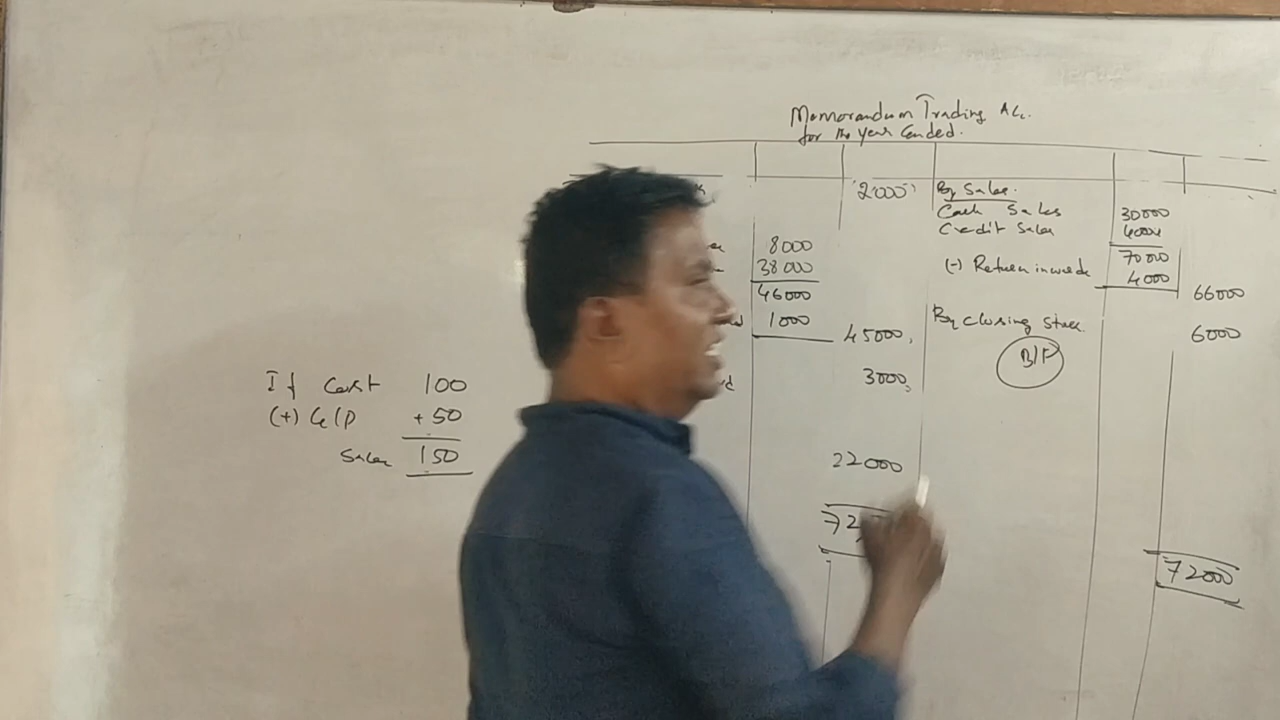 Memorandum Trading A/c.
for the year Ended.
2000 By Sales.
Cash Sales 30000
Credit Sales
8000 70000
38000 (-) Return inwards 4000 66000
46000
1000 45000 By closing stock 6000
B/F
3000
If Cost 100
(+) G/P +50
Sales 150
22000
72
72000